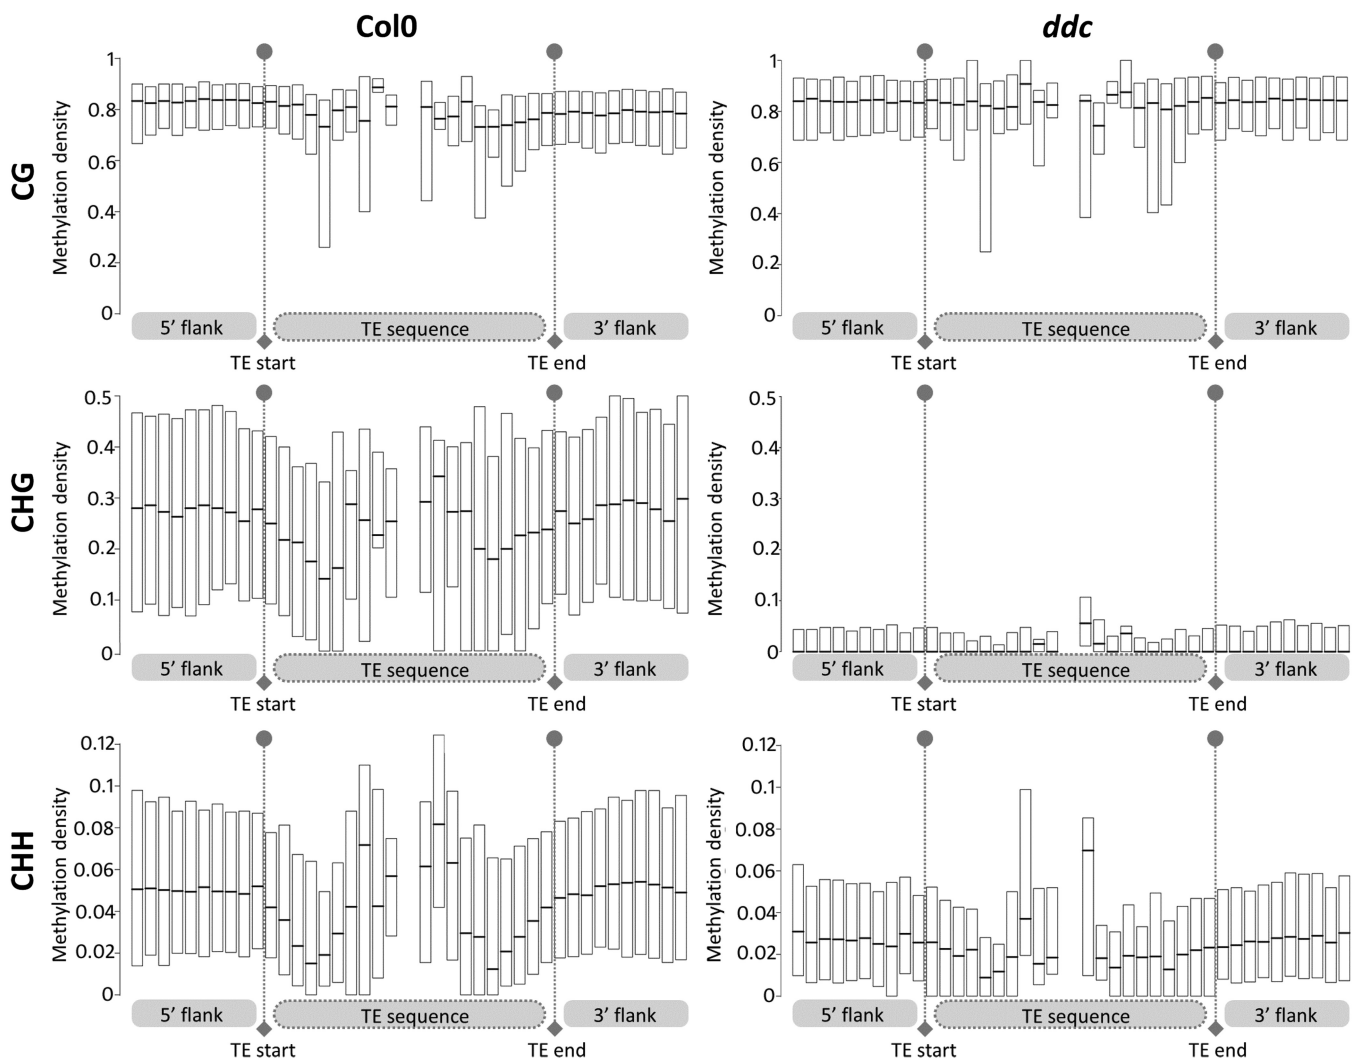 Col0
ddc
CG
Methylation density
1
0.8
0.6
0.4
0.2
0
5’ flank
TE sequence
3’ flank
TE start
TE end
Methylation density
1
0.8
0.6
0.4
0.2
0
5’ flank
TE sequence
3’ flank
TE start
TE end
CHG
Methylation density
0.5
0.4
0.3
0.2
0.1
0
5’ flank
TE sequence
3’ flank
TE start
TE end
Methylation density
0.5
0.4
0.3
0.2
0.1
0
5’ flank
TE sequence
3’ flank
TE start
TE end
CHH
Methylation density
0.12
0.1
0.08
0.06
0.04
0.02
0
5’ flank
TE sequence
3’ flank
TE start
TE end
Methylation density
0.12
0.1
0.08
0.06
0.04
0.02
0
5’ flank
TE sequence
3’ flank
TE start
TE end